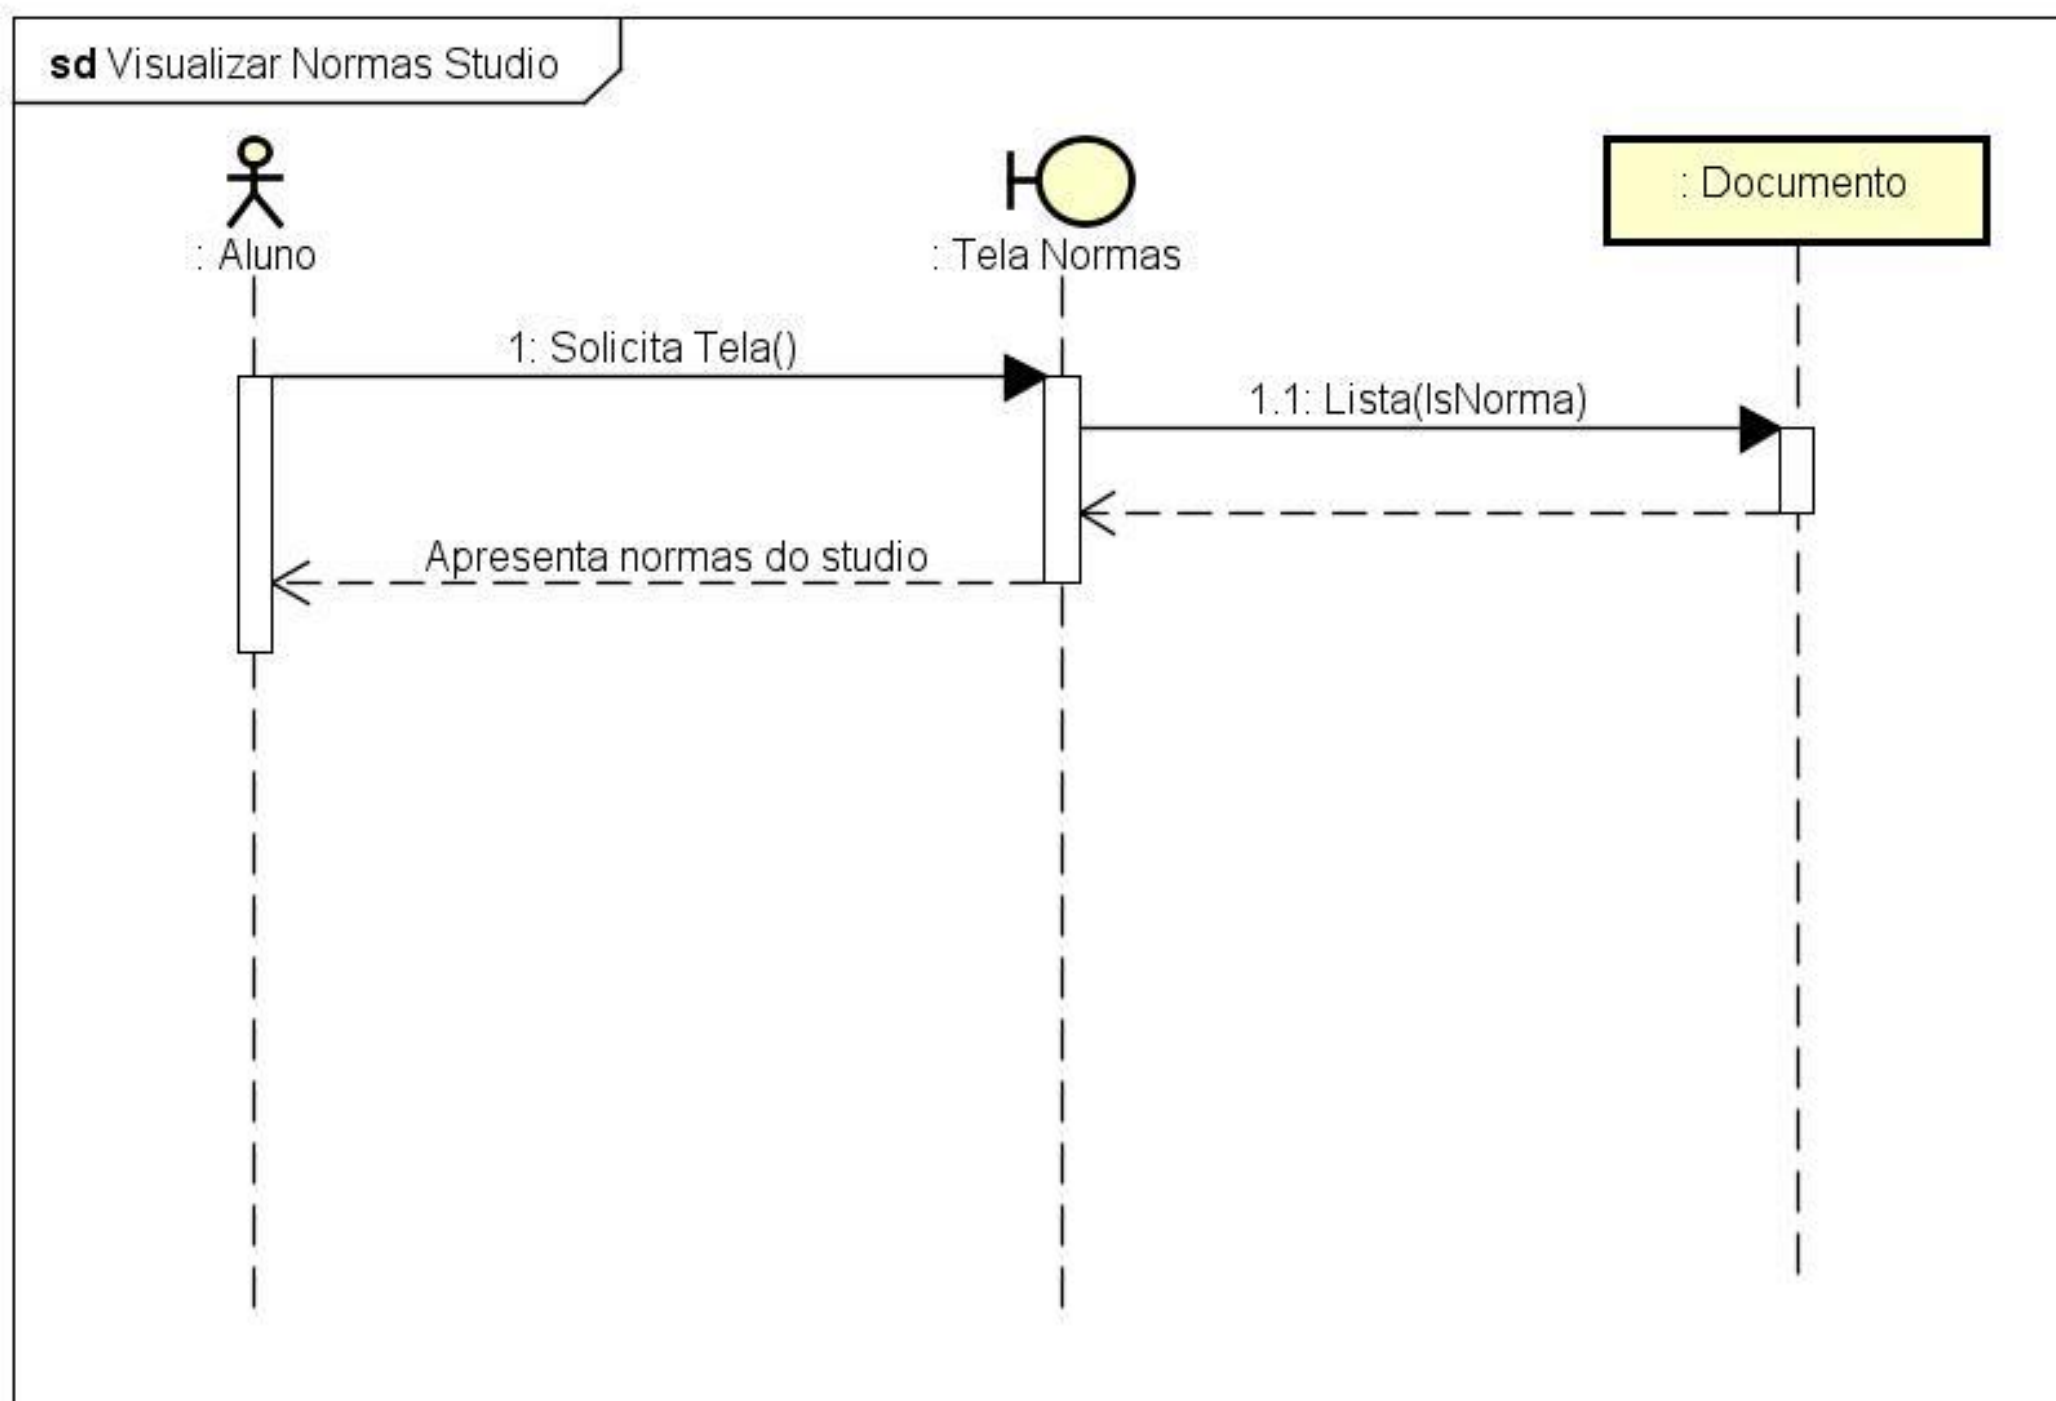 sd Visualizar Normas Studio
: Aluno
: Tela Normas
: Documento
1: Solicita Tela()
1.1: Lista(IsNorma)
Apresenta normas do studio